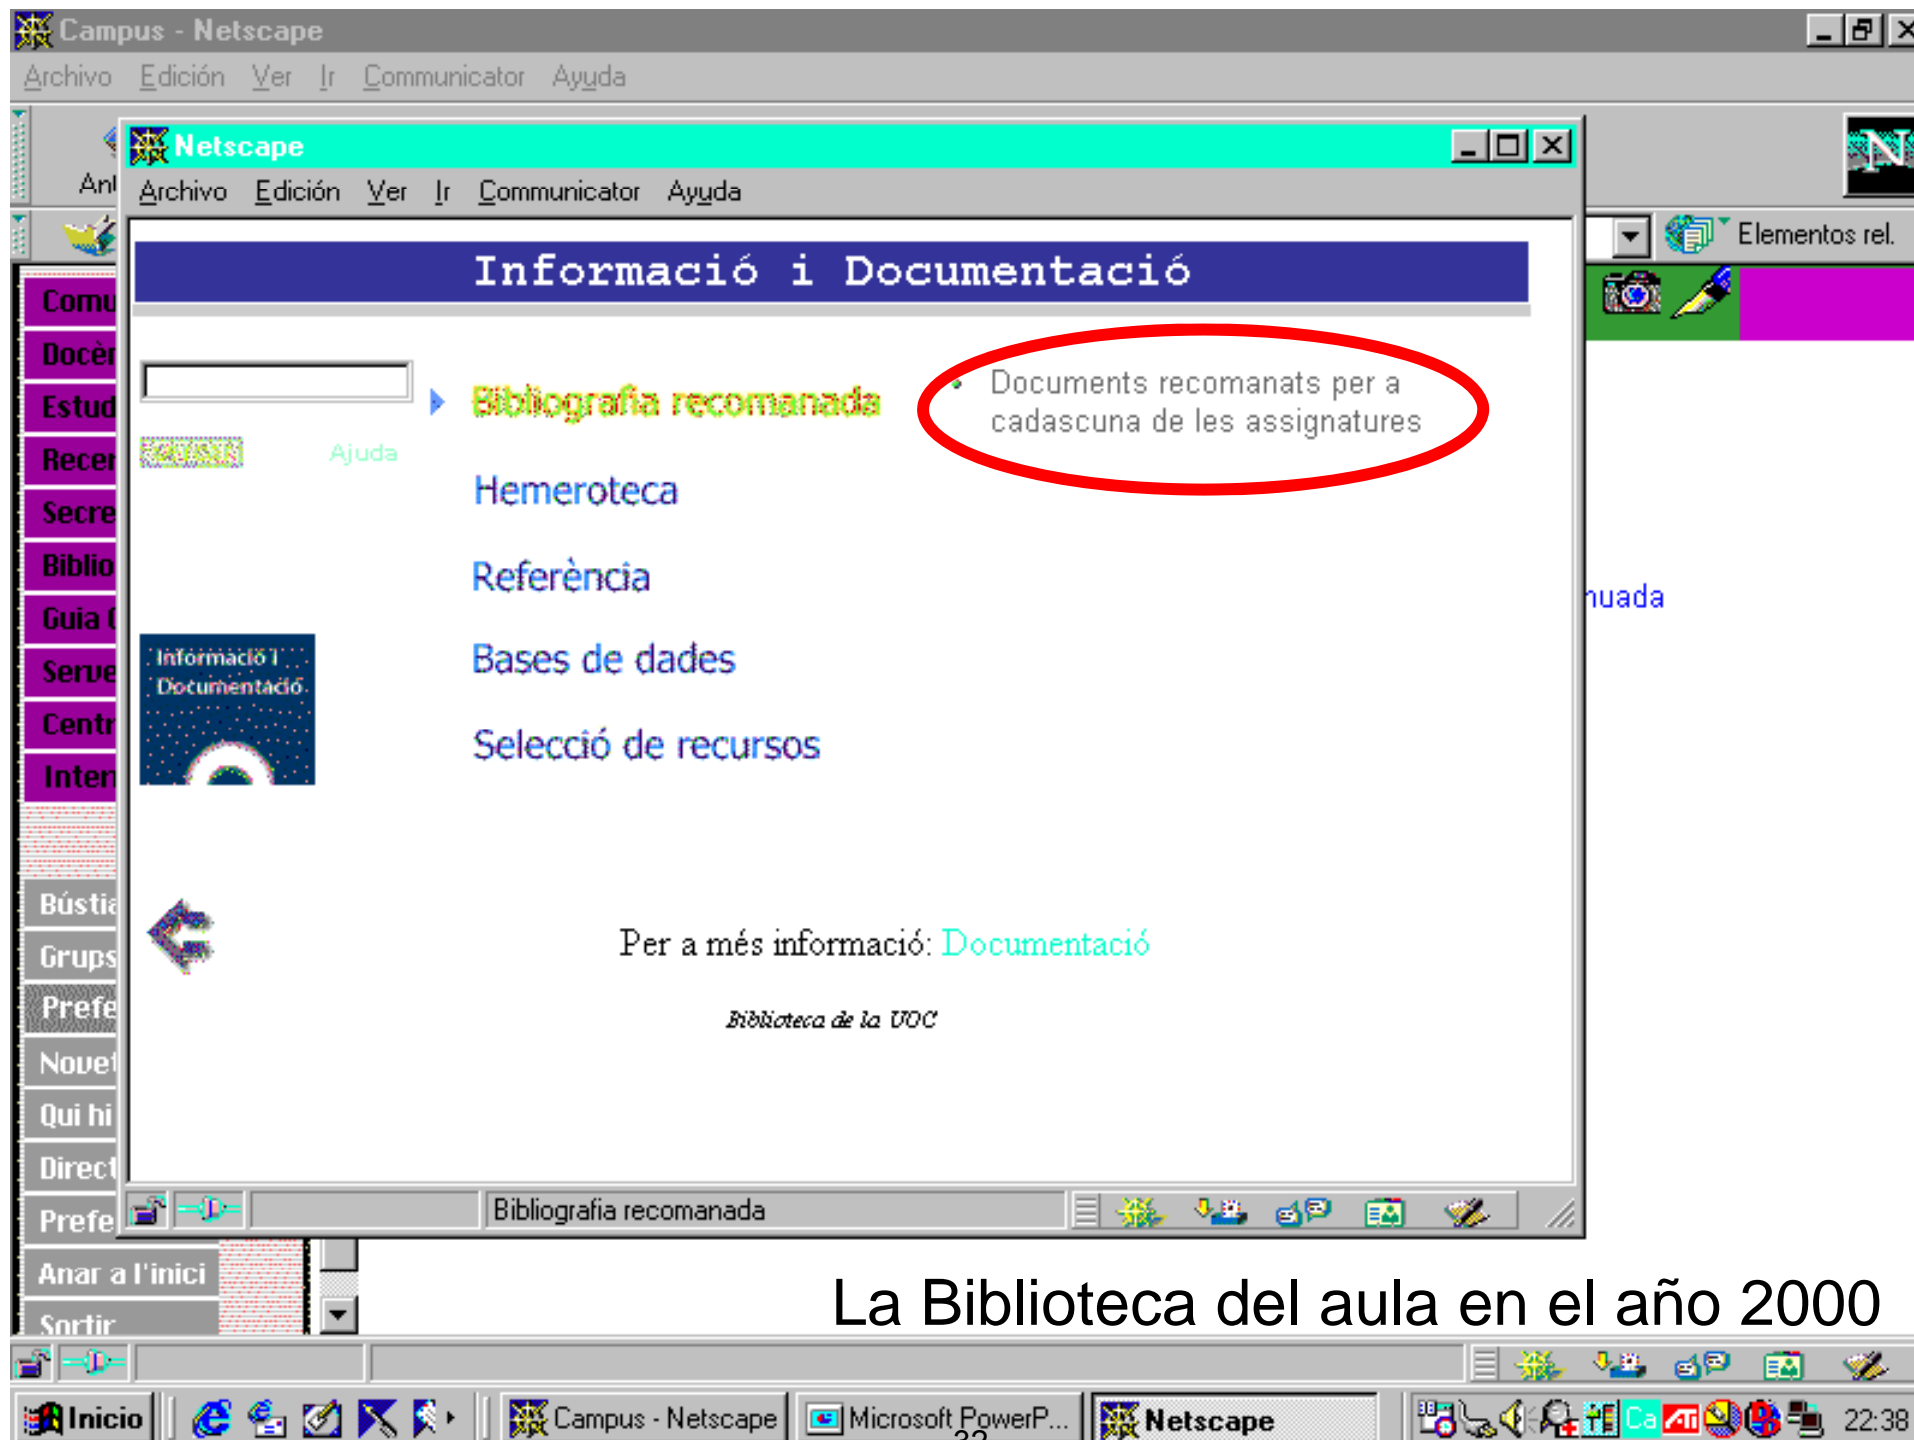 Campus - Netscape
Archivo Edición Ver Ir Communicator Ayuda
Netscape
Archivo Edición Ver Ir Communicator Ayuda
Elementos rel.
Informació i Documentació
Bibliografia recomanada
Documents recomanats per a
cadascuna de les assignatures
Ajuda
Hemeroteca
Referència
Bases de dades
Selecció de recursos
Informació i
Documentació
Per a més informació: Documentació
Biblioteca de la UOC
Bibliografia recomanada
Comu
Docèn
Estud
Recer
Secre
Biblio
Guia
Serve
Centr
Inter
nuada
Bústia
Grups
Prefe
Novet
Qui hi
Direct
Prefe
Anar a l'inici
Sortir
La Biblioteca del aula en el año 2000
Inicio
Campus - Netscape
Microsoft PowerP...
Netscape
Ca
ATI
22:38
32